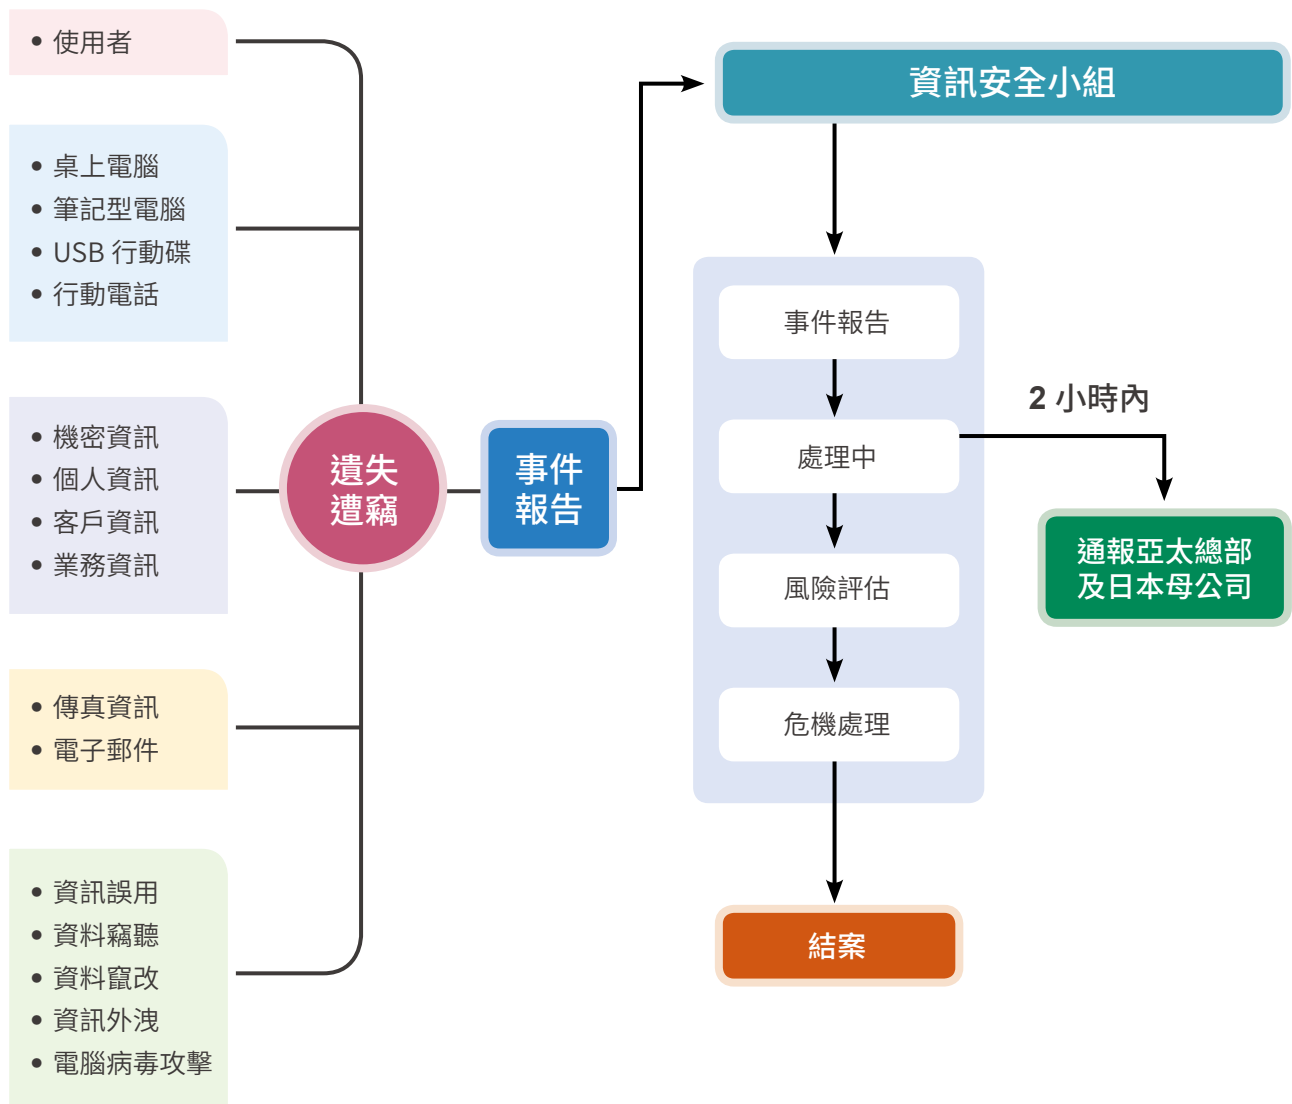 使用者
桌上電腦
筆記型電腦
USB 行動碟
行動電話
機密資訊
個人資訊
客戶資訊
業務資訊
傳真資訊
電子郵件
資訊誤用
資料竊聽
資料竄改
資訊外洩
電腦病毒攻擊
遺失
遭竊
事件
報告
資訊安全小組
事件報告
處理中
風險評估
危機處理
結案
2 小時內
通報亞太總部
及日本母公司